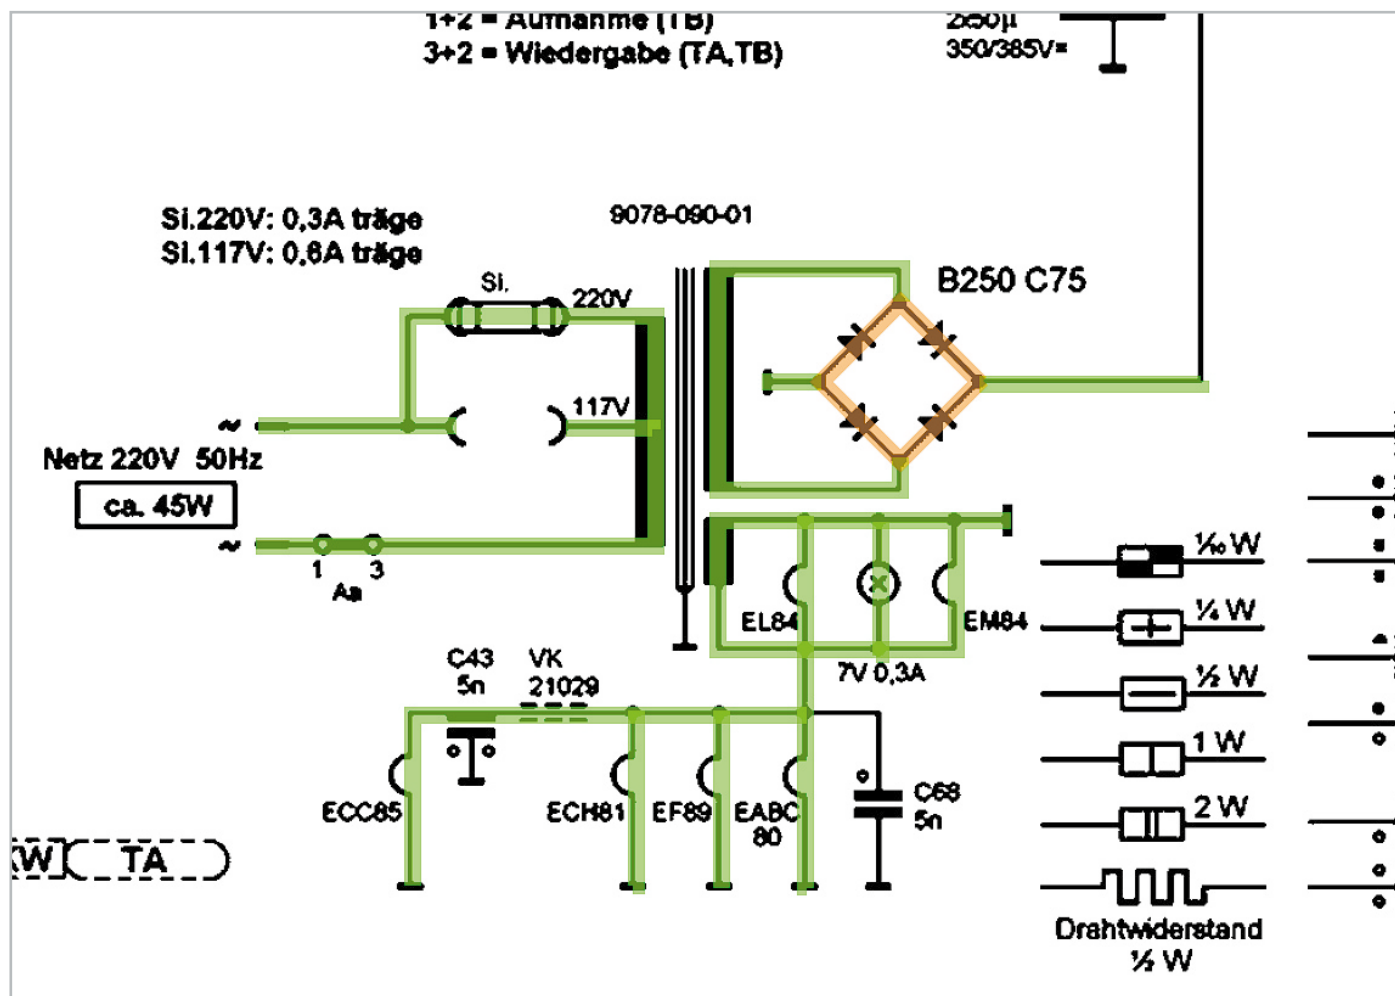 1+2 = Aufnahme (TB)
3+2 = Wiedergabe (TA,TB)
2x50µ
350/385V=
Si.220V: 0,3A träge
Si.117V: 0,6A träge
9078-090-01
Si.
220V
B250 C75
117V
~
Netz 220V 50Hz
ca. 45W
~
1 3
Aa
EL84
EM84
7V 0,3A
C43
5n
VK
21029
ECC85
ECH81
EF89
EABC
80
C68
5n
KW
TA
1/10 W
1/4 W
1/2 W
1 W
2 W
Drahtwiderstand
1/2 W